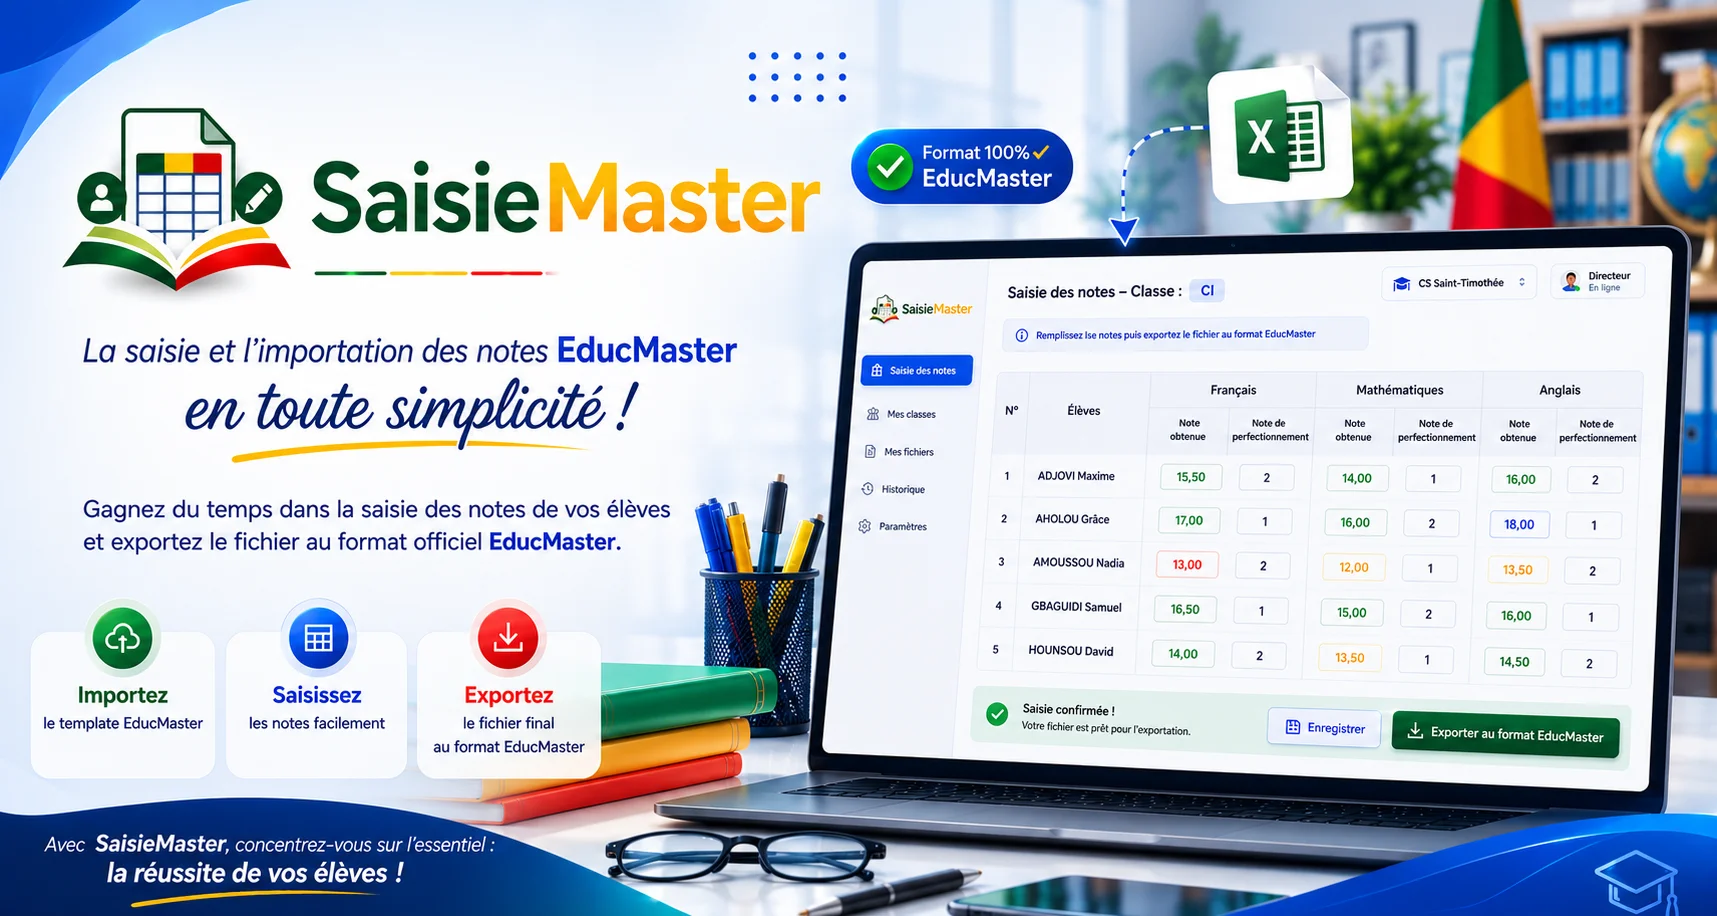 SaisieMaster
La saisie et l'importation des notes EducMaster
en toute simplicité !
Gagnez du temps dans la saisie des notes de vos élèves
et exportez le fichier au format officiel EducMaster.
Importez
le template EducMaster
Saisissez
les notes facilement
Exportez
le fichier final
au format EducMaster
Avec SaisieMaster, concentrez-vous sur l'essentiel :
la réussite de vos élèves !
Format 100% ✓
EducMaster
X
SaisieMaster
Saisie des notes
Mes classes
Mes fichiers
Historique
Paramètres
Saisie des notes – Classe : CI
CS Saint-Timothée
Directeur
En ligne
Remplissez lse notes puis exportez le fichier au format EducMaster
N° Élèves Français Mathématiques Anglais
Note obtenue Note de perfectionnement Note obtenue Note de perfectionnement Note obtenue Note de perfectionnement
1 ADJOVI Maxime 15,50 2 14,00 1 16,00 2
2 AHOLOU Grâce 17,00 1 16,00 2 18,00 1
3 AMOUSSOU Nadia 13,00 2 12,00 1 13,50 2
4 GBAGUIDI Samuel 16,50 1 15,00 2 16,00 1
5 HOUNSOU David 14,00 2 13,50 1 14,50 2
Saisie confirmée !
Votre fichier est prêt pour l'exportation.
Enregistrer
Exporter au format EducMaster